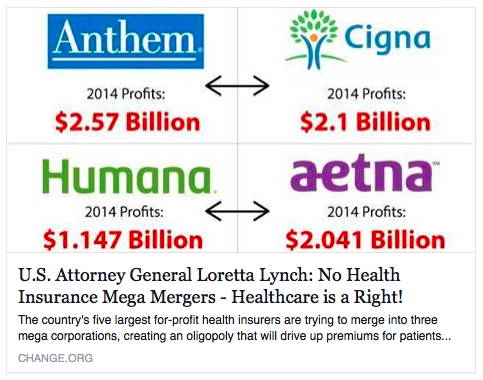 Anthem.
Cigna
2014 Profits:
$2.57 Billion
2014 Profits:
$2.1 Billion
Humana.
aetna™
2014 Profits:
$1.147 Billion
2014 Profits:
$2.041 Billion
U.S. Attorney General Loretta Lynch: No Health
Insurance Mega Mergers - Healthcare is a Right!
The country's five largest for-profit health insurers are trying to merge into three
mega corporations, creating an oligopoly that will drive up premiums for patients...
CHANGE.ORG